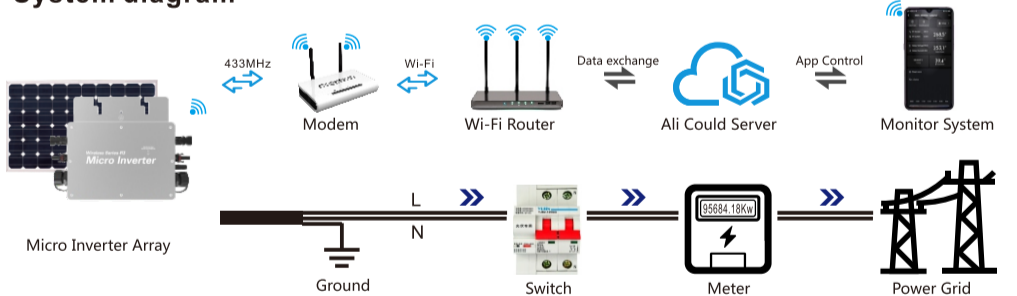 System diagram
433MHz
Wi-Fi
Data exchange
App Control
Modem
Wi-Fi Router
Ali Could Server
Monitor System
Micro Inverter
L
N
95684.18Kw
Micro Inverter Array
Ground
Switch
Meter
Power Grid